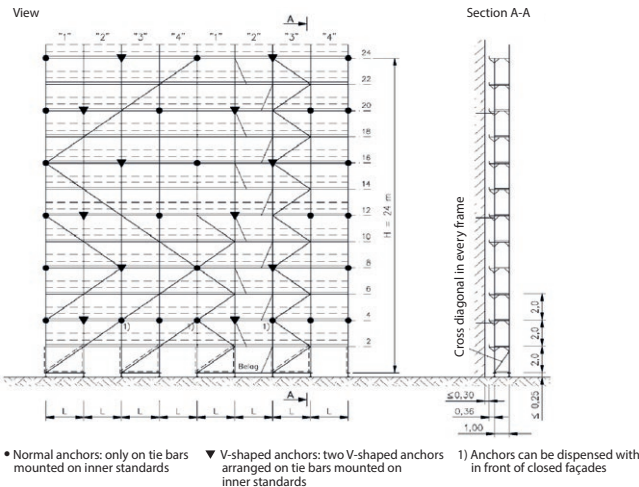 View
Section A-A
A
"1" "2" "3" "4" "1" "2" "3" "4"
24
22
20
18
16
14
12
10
8
6
4
2
H = 24 m
1) 1) 1)
Belag
A
L L L L L L L L
Cross diagonal in every frame
2,0
2,0
2,0
≤ 0,25
≤0,30
0,36
1,00
• Normal anchors: only on tie bars
mounted on inner standards
▼ V-shaped anchors: two V-shaped anchors
arranged on tie bars mounted on
inner standards
1) Anchors can be dispensed with
in front of closed façades